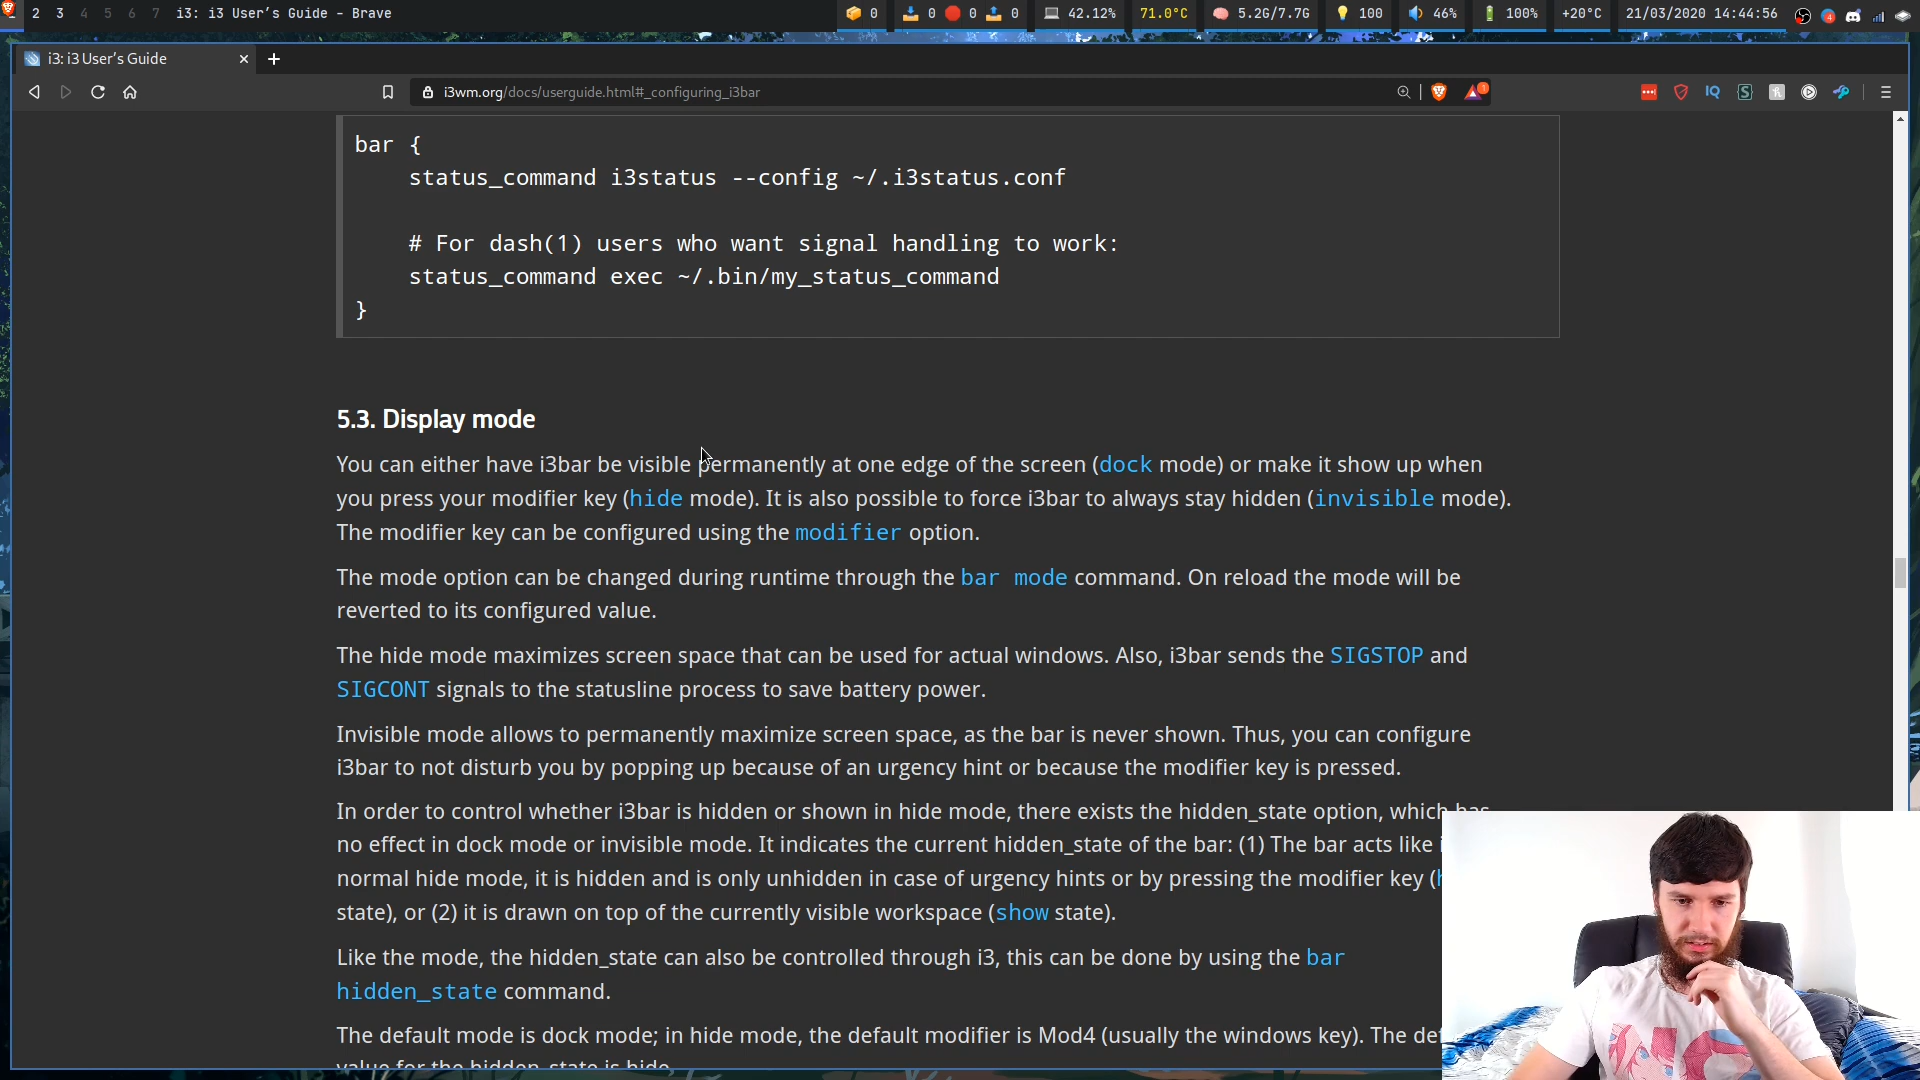 2 3 4 5 6 7 i3: i3 User’s Guide - Brave 0 0 0 0 42.12% 71.0°C 5.2G/7.7G 100 46% 100% +20°C 21/03/2020 14:44:56
i3: i3 User’s Guide
i3wm.org/docs/userguide.html#_configuring_i3bar
bar {
status_command i3status --config ~/.i3status.conf
# For dash(1) users who want signal handling to work:
status_command exec ~/.bin/my_status_command
}
5.3. Display mode
You can either have i3bar be visible permanently at one edge of the screen (dock mode) or make it show up when
you press your modifier key (hide mode). It is also possible to force i3bar to always stay hidden (invisible mode).
The modifier key can be configured using the modifier option.
The mode option can be changed during runtime through the bar mode command. On reload the mode will be
reverted to its configured value.
The hide mode maximizes screen space that can be used for actual windows. Also, i3bar sends the SIGSTOP and
SIGCONT signals to the statusline process to save battery power.
Invisible mode allows to permanently maximize screen space, as the bar is never shown. Thus, you can configure
i3bar to not disturb you by popping up because of an urgency hint or because the modifier key is pressed.
In order to control whether i3bar is hidden or shown in hide mode, there exists the hidden_state option, which has
no effect in dock mode or invisible mode. It indicates the current hidden_state of the bar: (1) The bar acts like
normal hide mode, it is hidden and is only unhidden in case of urgency hints or by pressing the modifier key (
state), or (2) it is drawn on top of the currently visible workspace (show state).
Like the mode, the hidden_state can also be controlled through i3, this can be done by using the bar
hidden_state command.
The default mode is dock mode; in hide mode, the default modifier is Mod4 (usually the windows key). The
value for the hidden_state is hide.